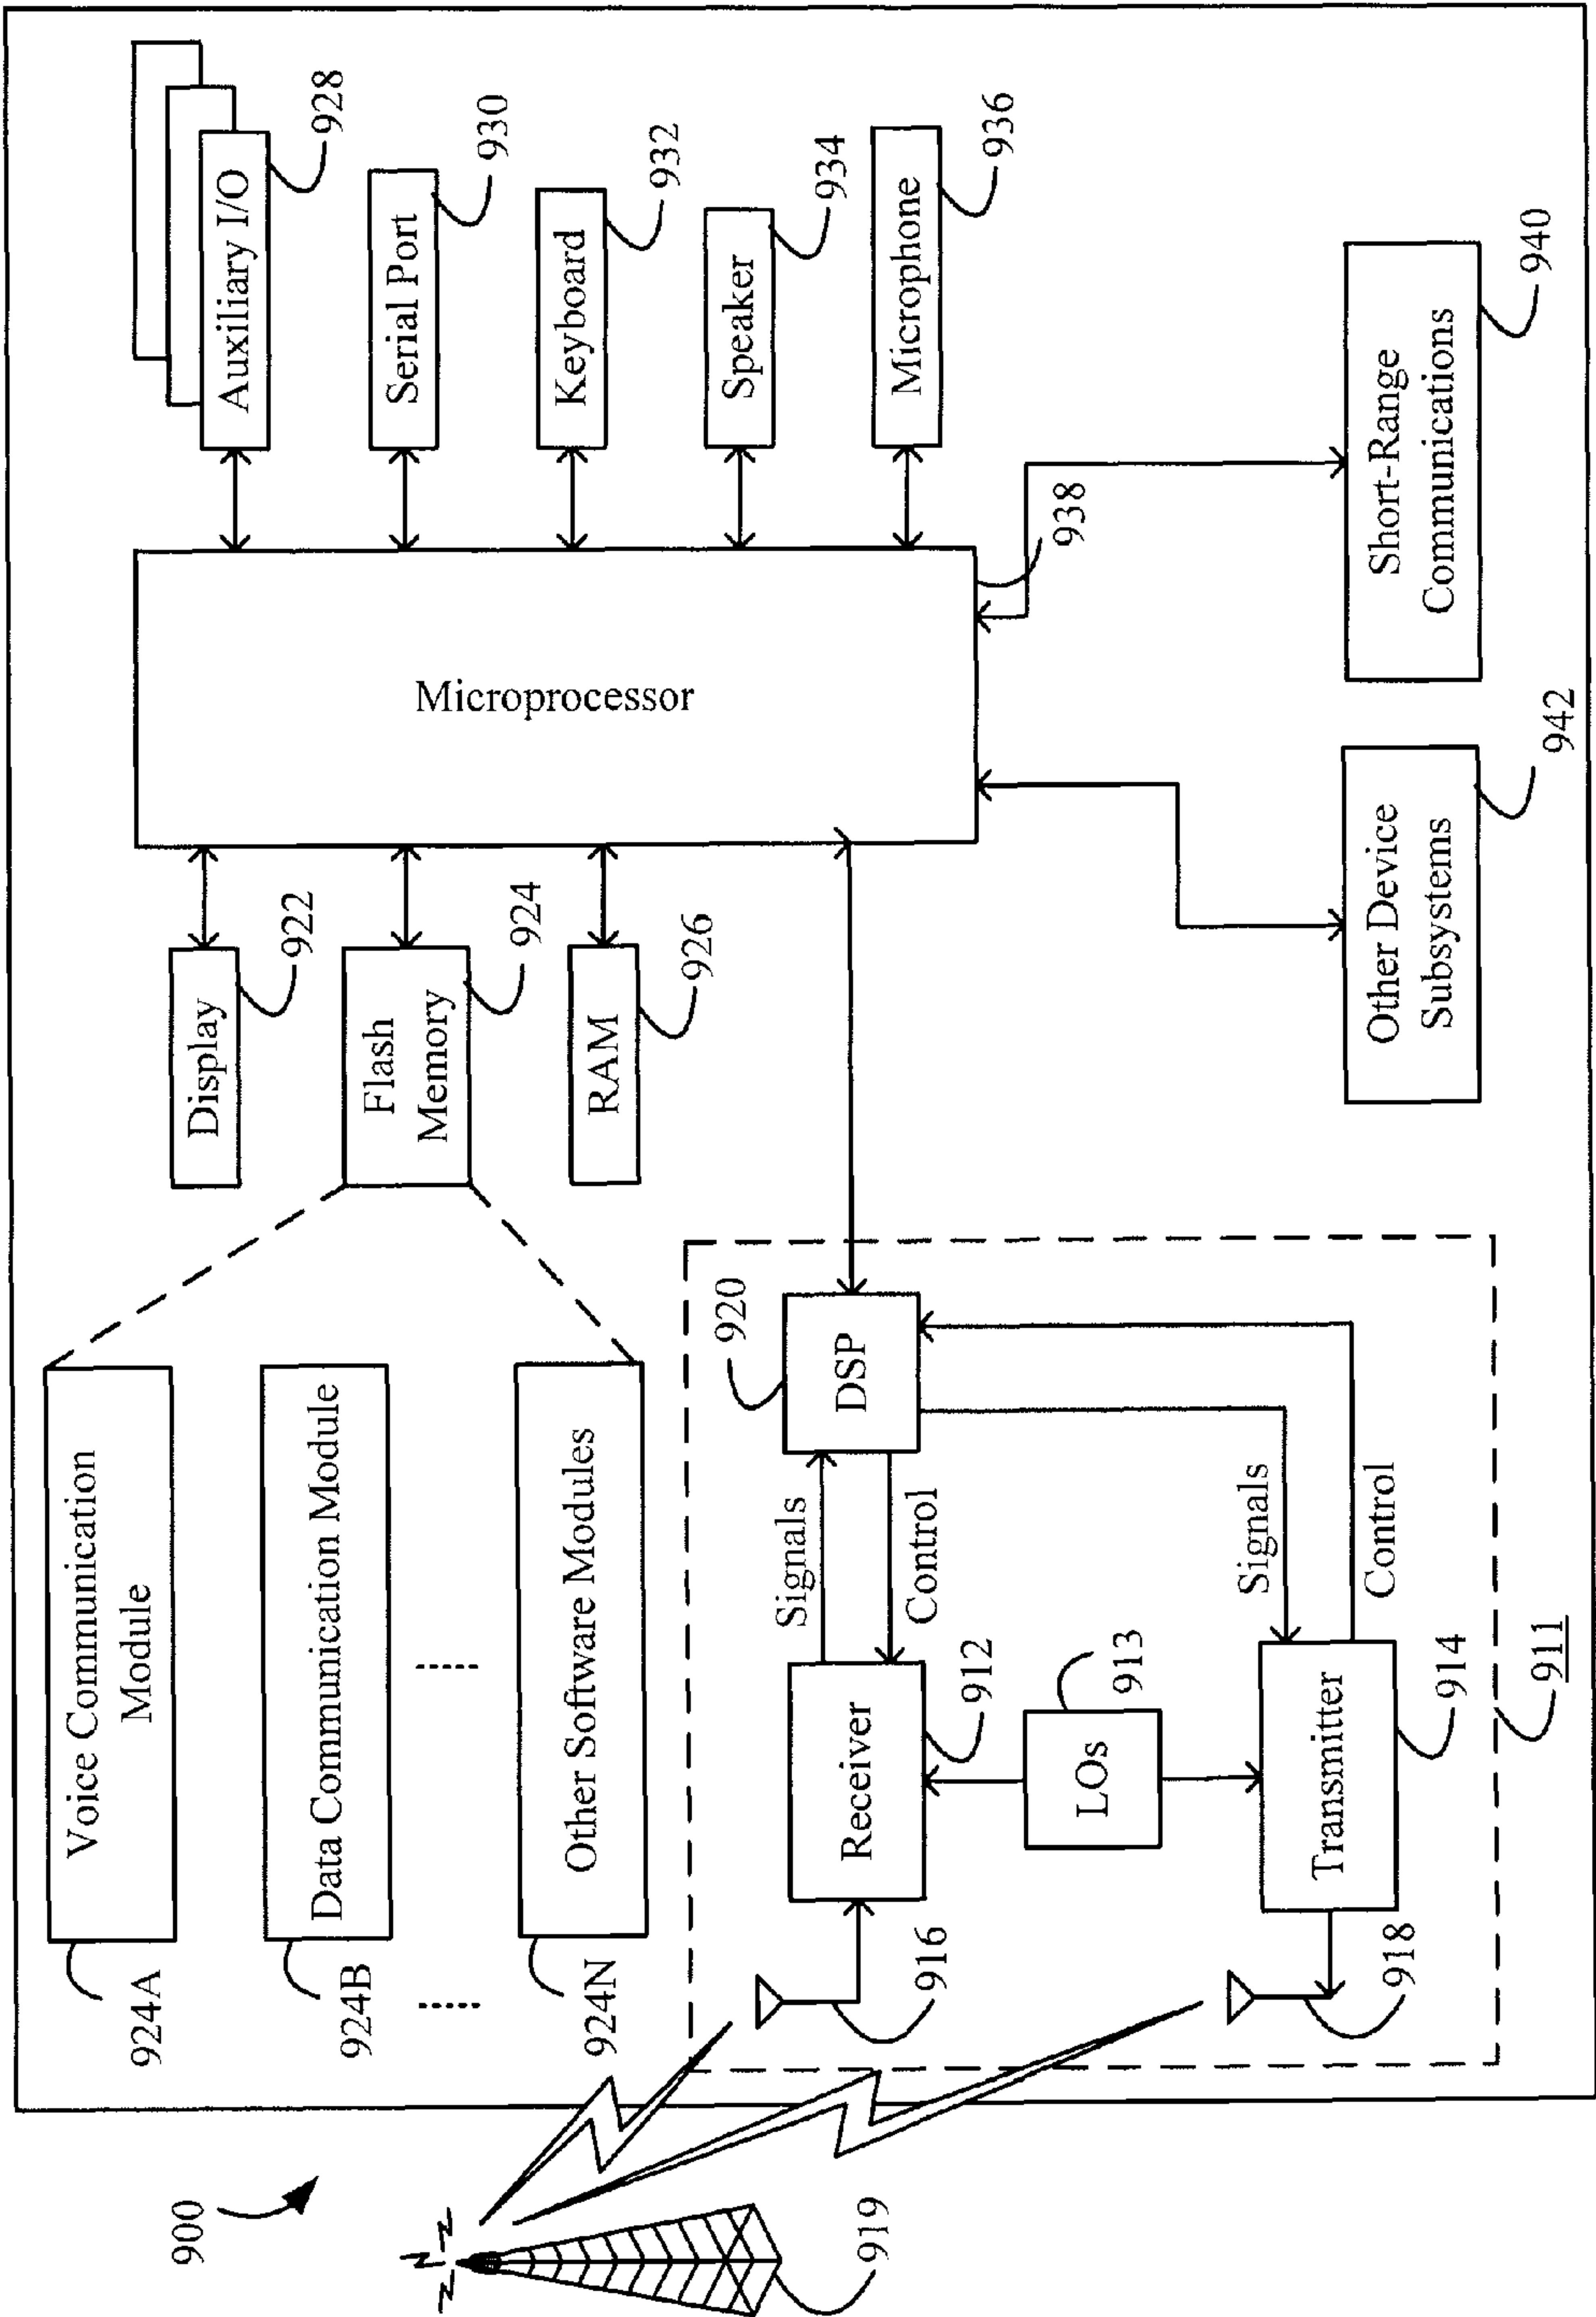 900
919
Voice Communication
Module
924A
Data Communication Module
924B
Other Software Modules
924N
Display
922
Flash
Memory
924
RAM
926
Microprocessor
938
Auxiliary I/O
928
Serial Port
930
Keyboard
932
Speaker
934
Microphone
936
Short-Range
Communications
940
Other Device
Subsystems
942
DSP
920
Signals
Control
Receiver
912
916
LOs
913
Signals
Control
Transmitter
914
918
911